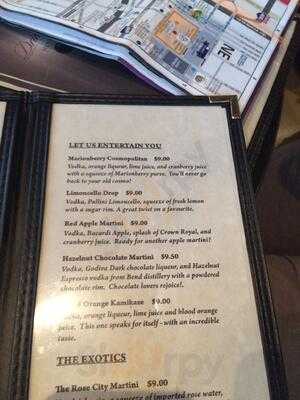 LET US ENTERTAIN YOU
Marionberry Cosmopolitan $9.00
Vodka, orange liqueur, lime juice, and cranberry juice
with a squeeze of Marionberry puree. You'll never go
back to your old cosmo!
Limoncello Drop $9.00
Vodka, Pallini Limoncello, squeeze of fresh lemon
with a sugar rim. A great twist on a favourite.
Red Apple Martini $9.00
Vodka, Bacardi Apple, splash of Crown Royal, and
cranberry juice. Ready for another apple martini?
Hazelnut Chocolate Martini $9.50
Vodka, Godiva Dark chocolate liqueur, and Hazelnut
Espresso vodka from Bend distillery with a powdered
chocolate rim. Chocolate lovers rejoice!.
Orange Kamikaze $9.00
orange liqueur, lime juice and blood orange
juice. This one speaks for itself - with an incredible
taste.
THE EXOTICS
The Rose City Martini $9.00
of imported rose water,
NE